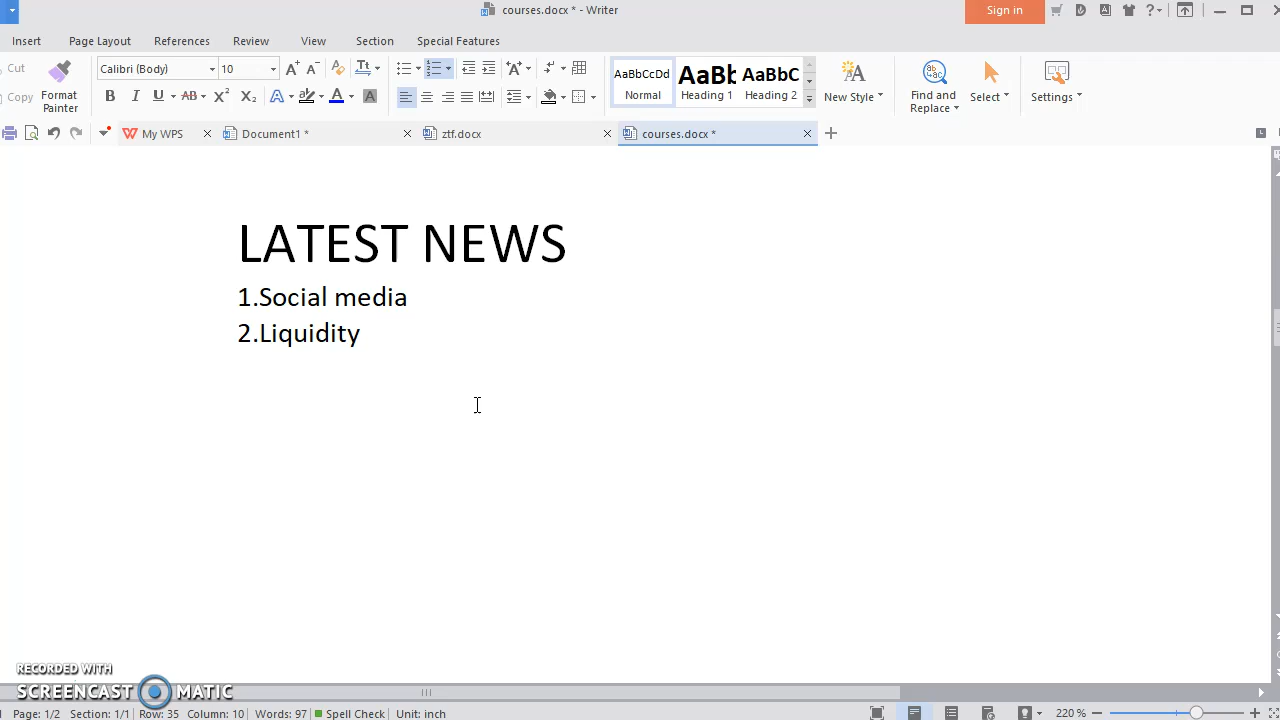 courses.docx * - Writer
Sign in
Insert Page Layout References Review View Section Special Features
Cut Calibri (Body) 10 AaBbCcDd AaBb AaBbC
Copy Format Painter B I U AB X² X₂ A A A Normal Heading 1 Heading 2 New Style Find and Replace Select Settings
My WPS Document1 * ztf.docx courses.docx *
LATEST NEWS
1.Social media
2.Liquidity
RECORDED WITH
SCREENCAST MATIC
Page: 1/2 Section: 1/1 Row: 35 Column: 10 Words: 97 Spell Check Unit: inch 220 %